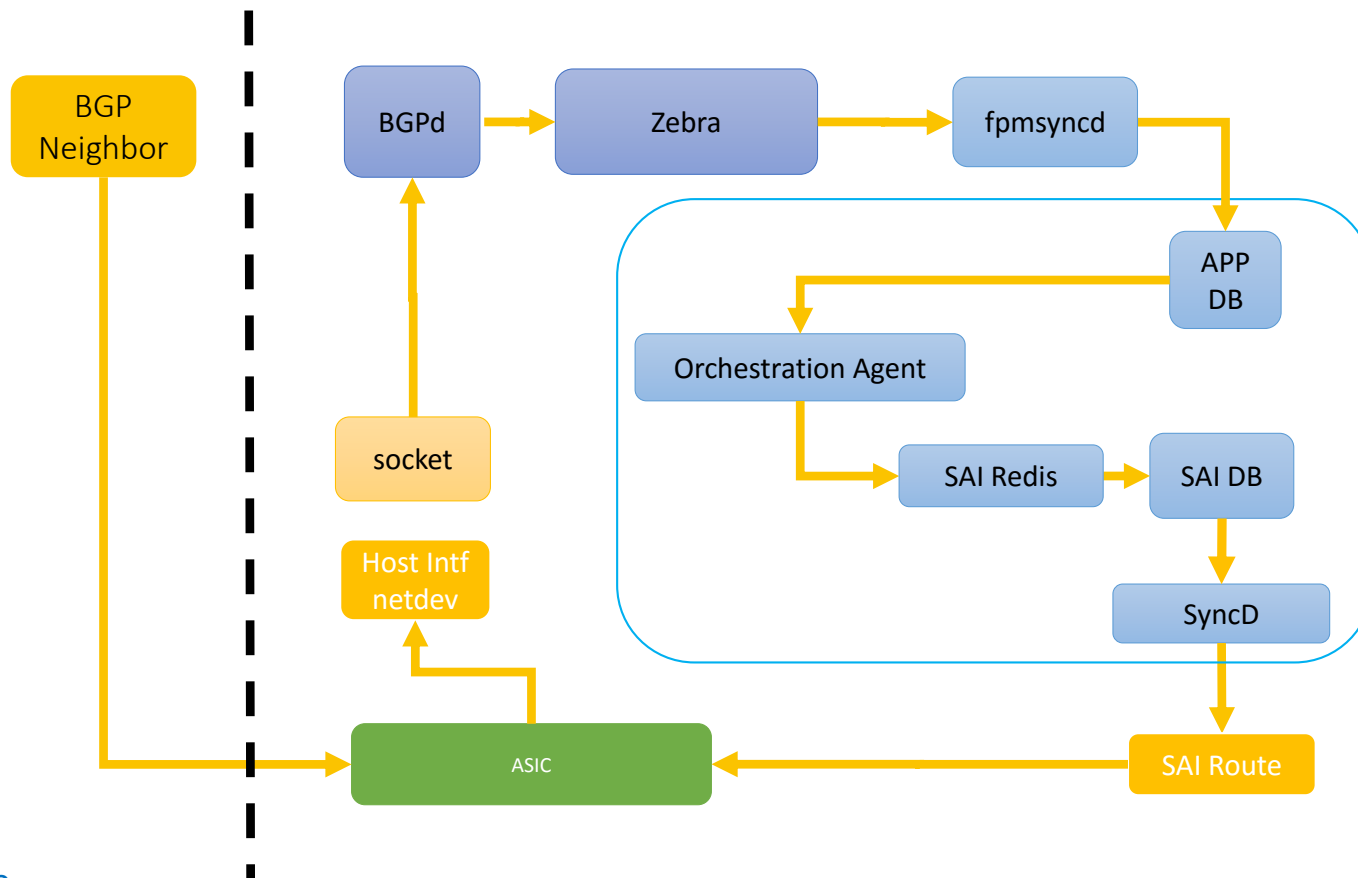 BGP
Neighbor
BGPd
Zebra
fpmsyncd
APP
DB
Orchestration Agent
socket
SAI Redis
SAI DB
Host Intf
netdev
SyncD
ASIC
SAI Route